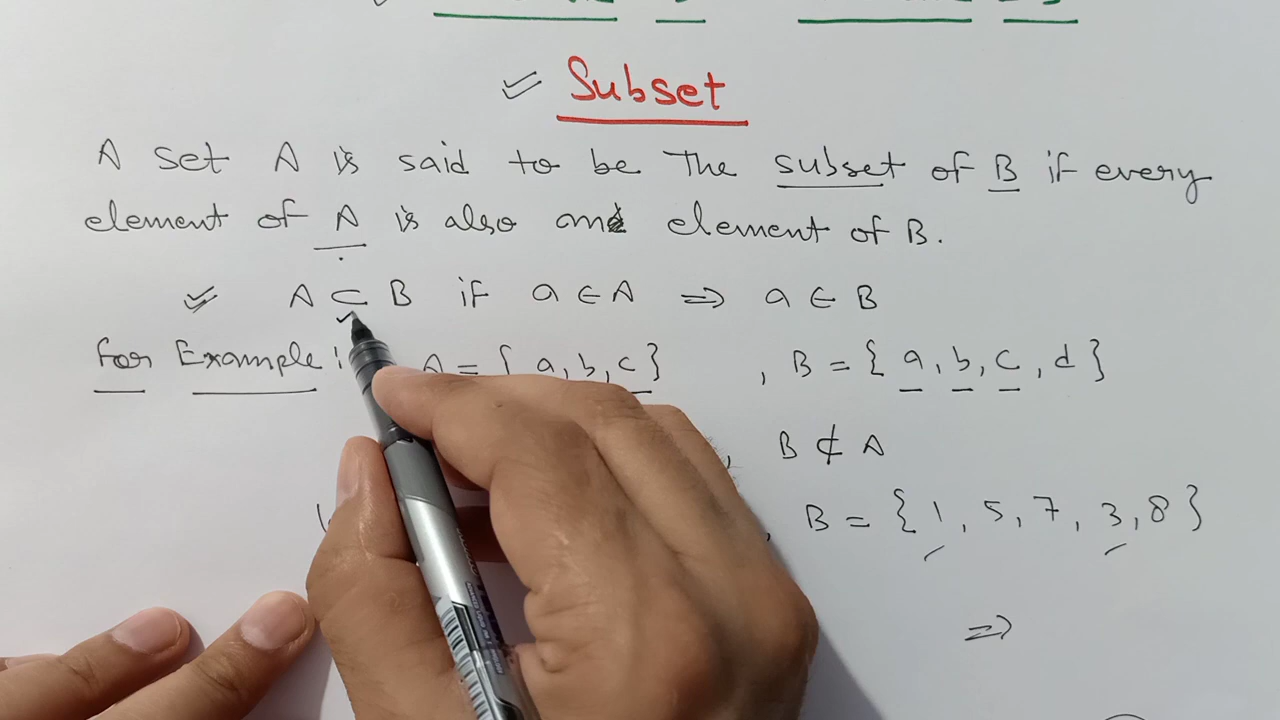 Subset
A set A is said to be the subset of B if every
element of A is also an element of B.
A ⊂ B if a ∈ A ⇒ a ∈ B
For Example : A = { a, b, c } , B = { a, b, c, d }
, B ⊄ A
, B = { 1, 5, 7, 3, 8 }
⇒